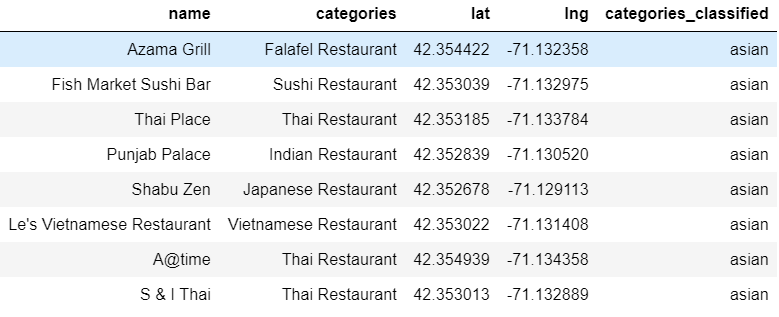 name categories lat lng categories_classified
Azama Grill Falafel Restaurant 42.354422 -71.132358 asian
Fish Market Sushi Bar Sushi Restaurant 42.353039 -71.132975 asian
Thai Place Thai Restaurant 42.353185 -71.133784 asian
Punjab Palace Indian Restaurant 42.352839 -71.130520 asian
Shabu Zen Japanese Restaurant 42.352678 -71.129113 asian
Le's Vietnamese Restaurant Vietnamese Restaurant 42.353022 -71.131408 asian
A@time Thai Restaurant 42.354939 -71.134358 asian
S & I Thai Thai Restaurant 42.353013 -71.132889 asian